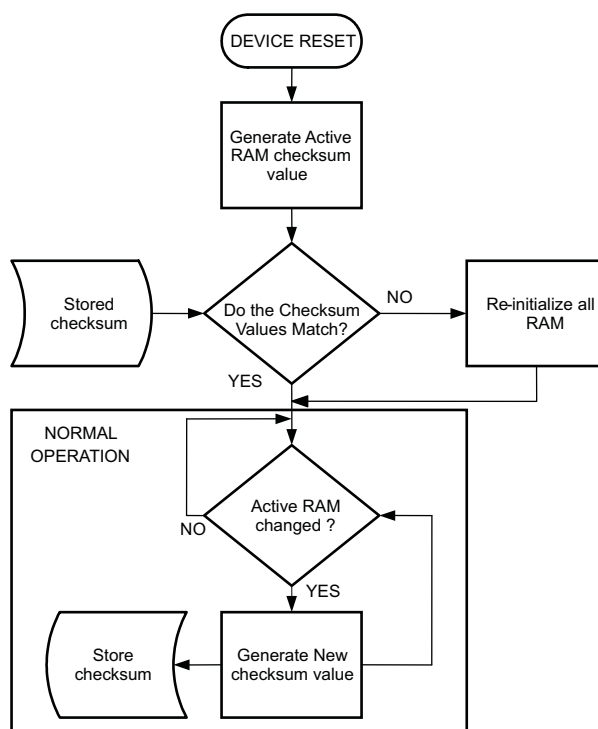 DEVICE RESET
Generate Active
RAM checksum
value
Stored
checksum
Do the Checksum
Values Match?
NO
Re-initialize all
RAM
YES
NORMAL
OPERATION
Active RAM
changed ?
NO
YES
Store
checksum
Generate New
checksum value